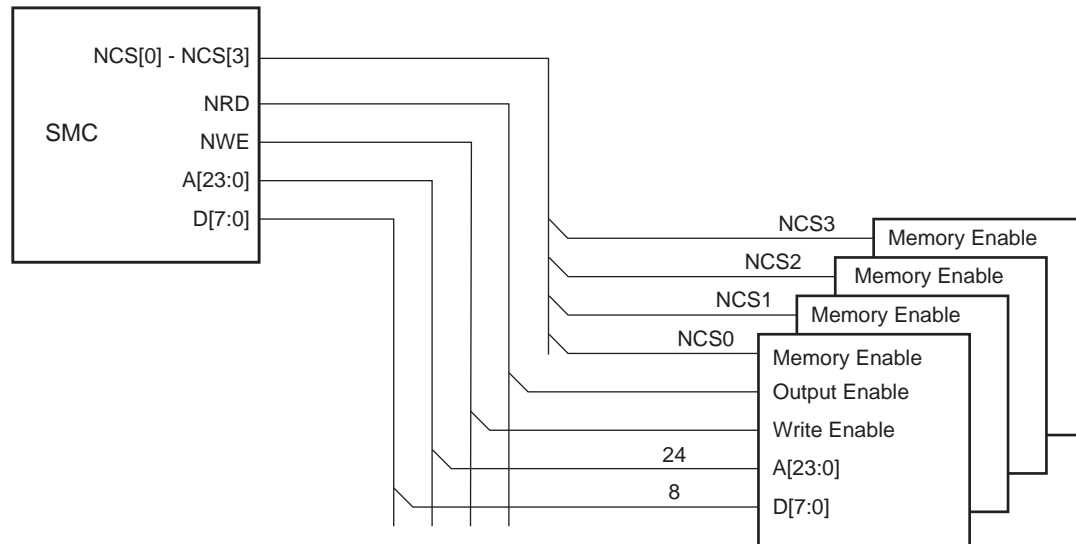 NCS[0] - NCS[3]
NRD
SMC
NWE
A[23:0]
D[7:0]
NCS3
Memory Enable
NCS2
Memory Enable
NCS1
Memory Enable
NCS0
Memory Enable
Output Enable
Write Enable
24
A[23:0]
8
D[7:0]